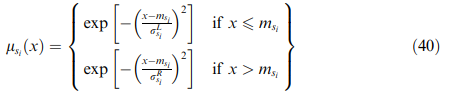 μ_{s_i}(x) = { exp[−((x−m_{s_i})/σ^L_{s_i})^2] if x ⩽ m_{s_i}
exp[−((x−m_{s_i})/σ^R_{s_i})^2] if x > m_{s_i} } (40)